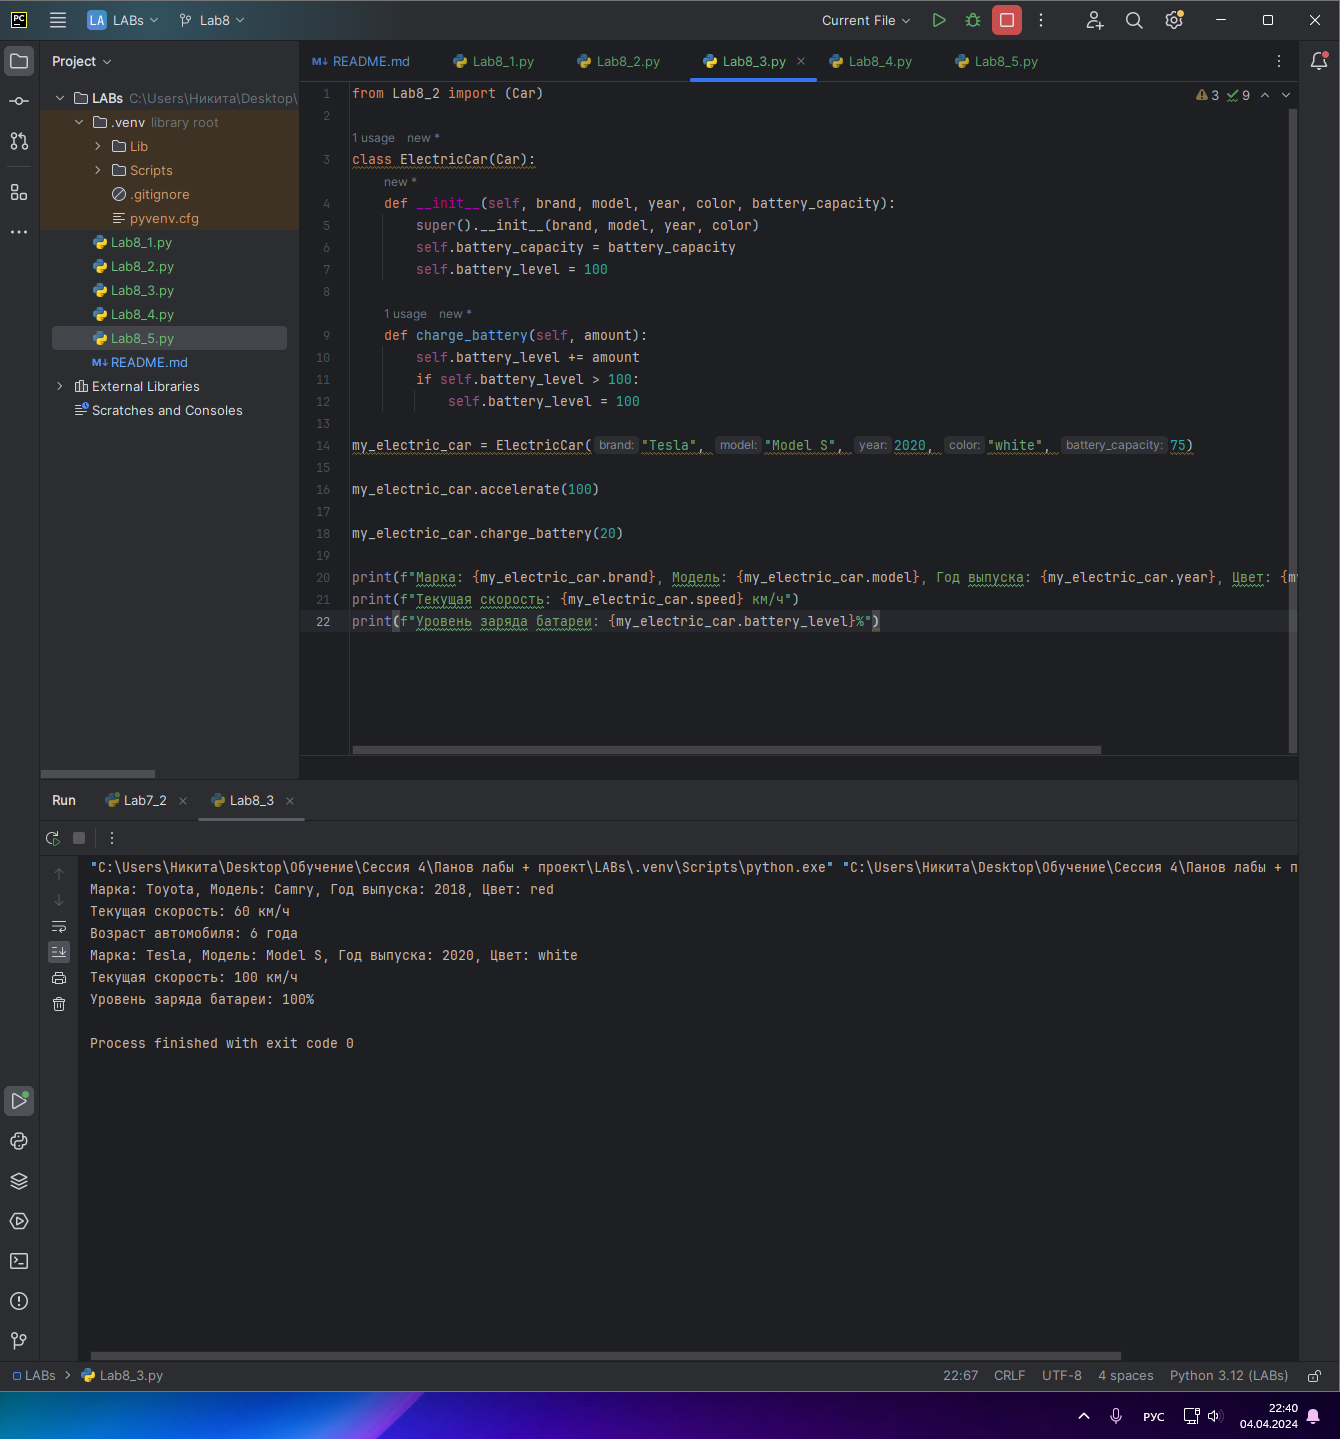 PC LA LABs Lab8 Current File
Project
README.md Lab8_1.py Lab8_2.py Lab8_3.py Lab8_4.py Lab8_5.py
LABs C:\Users\Никита\Desktop\
.venv library root
Lib
Scripts
.gitignore
pyvenv.cfg
Lab8_1.py
Lab8_2.py
Lab8_3.py
Lab8_4.py
Lab8_5.py
README.md
External Libraries
Scratches and Consoles
3 9
1 from Lab8_2 import (Car)
2
1 usage new *
3 class ElectricCar(Car):
new *
4 def __init__(self, brand, model, year, color, battery_capacity):
5 super().__init__(brand, model, year, color)
6 self.battery_capacity = battery_capacity
7 self.battery_level = 100
8
1 usage new *
9 def charge_battery(self, amount):
10 self.battery_level += amount
11 if self.battery_level > 100:
12 self.battery_level = 100
13
14 my_electric_car = ElectricCar( brand: "Tesla", model: "Model S", year: 2020, color: "white", battery_capacity: 75)
15
16 my_electric_car.accelerate(100)
17
18 my_electric_car.charge_battery(20)
19
20 print(f"Марка: {my_electric_car.brand}, Модель: {my_electric_car.model}, Год выпуска: {my_electric_car.year}, Цвет: {my
21 print(f"Текущая скорость: {my_electric_car.speed} км/ч")
22 print(f"Уровень заряда батареи: {my_electric_car.battery_level}%")
Run Lab7_2 Lab8_3
"C:\Users\Никита\Desktop\Обучение\Сессия 4\Панов лабы + проект\LABs\.venv\Scripts\python.exe" "C:\Users\Никита\Desktop\Обучение\Сессия 4\Панов лабы + п
Марка: Toyota, Модель: Camry, Год выпуска: 2018, Цвет: red
Текущая скорость: 60 км/ч
Возраст автомобиля: 6 года
Марка: Tesla, Модель: Model S, Год выпуска: 2020, Цвет: white
Текущая скорость: 100 км/ч
Уровень заряда батареи: 100%
Process finished with exit code 0
LABs Lab8_3.py 22:67 CRLF UTF-8 4 spaces Python 3.12 (LABs)
РУС 22:40
04.04.2024